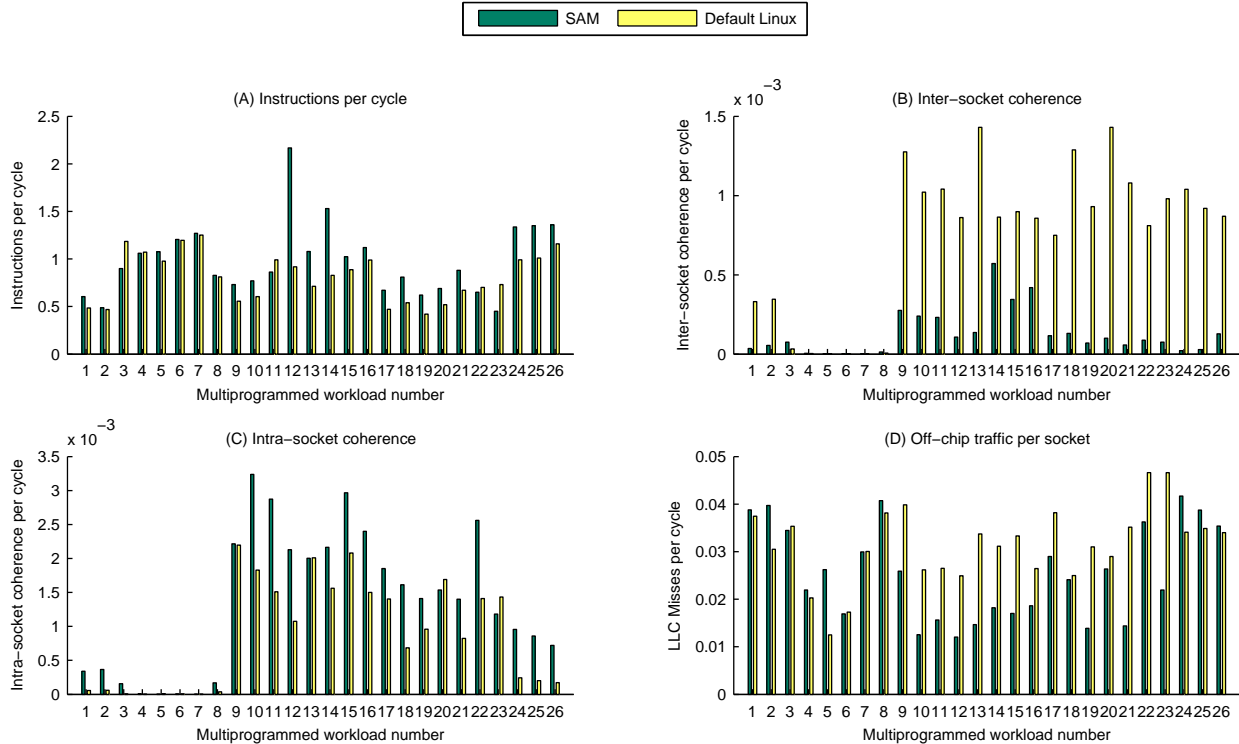 SAM Default Linux
(A) Instructions per cycle
2.5
2
1.5
1
0.5
0
Instructions per cycle
1 2 3 4 5 6 7 8 9 10 11 12 13 14 15 16 17 18 19 20 21 22 23 24 25 26
Multiprogrammed workload number
x 10−3
(B) Inter−socket coherence
1.5
1
0.5
0
Inter−socket coherence per cycle
1 2 3 4 5 6 7 8 9 10 11 12 13 14 15 16 17 18 19 20 21 22 23 24 25 26
Multiprogrammed workload number
x 10−3
(C) Intra−socket coherence
3.5
3
2.5
2
1.5
1
0.5
0
Intra−socket coherence per cycle
1 2 3 4 5 6 7 8 9 10 11 12 13 14 15 16 17 18 19 20 21 22 23 24 25 26
Multiprogrammed workload number
(D) Off−chip traffic per socket
0.05
0.04
0.03
0.02
0.01
0
LLC Misses per cycle
1 2 3 4 5 6 7 8 9 10 11 12 13 14 15 16 17 18 19 20 21 22 23 24 25 26
Multiprogrammed workload number